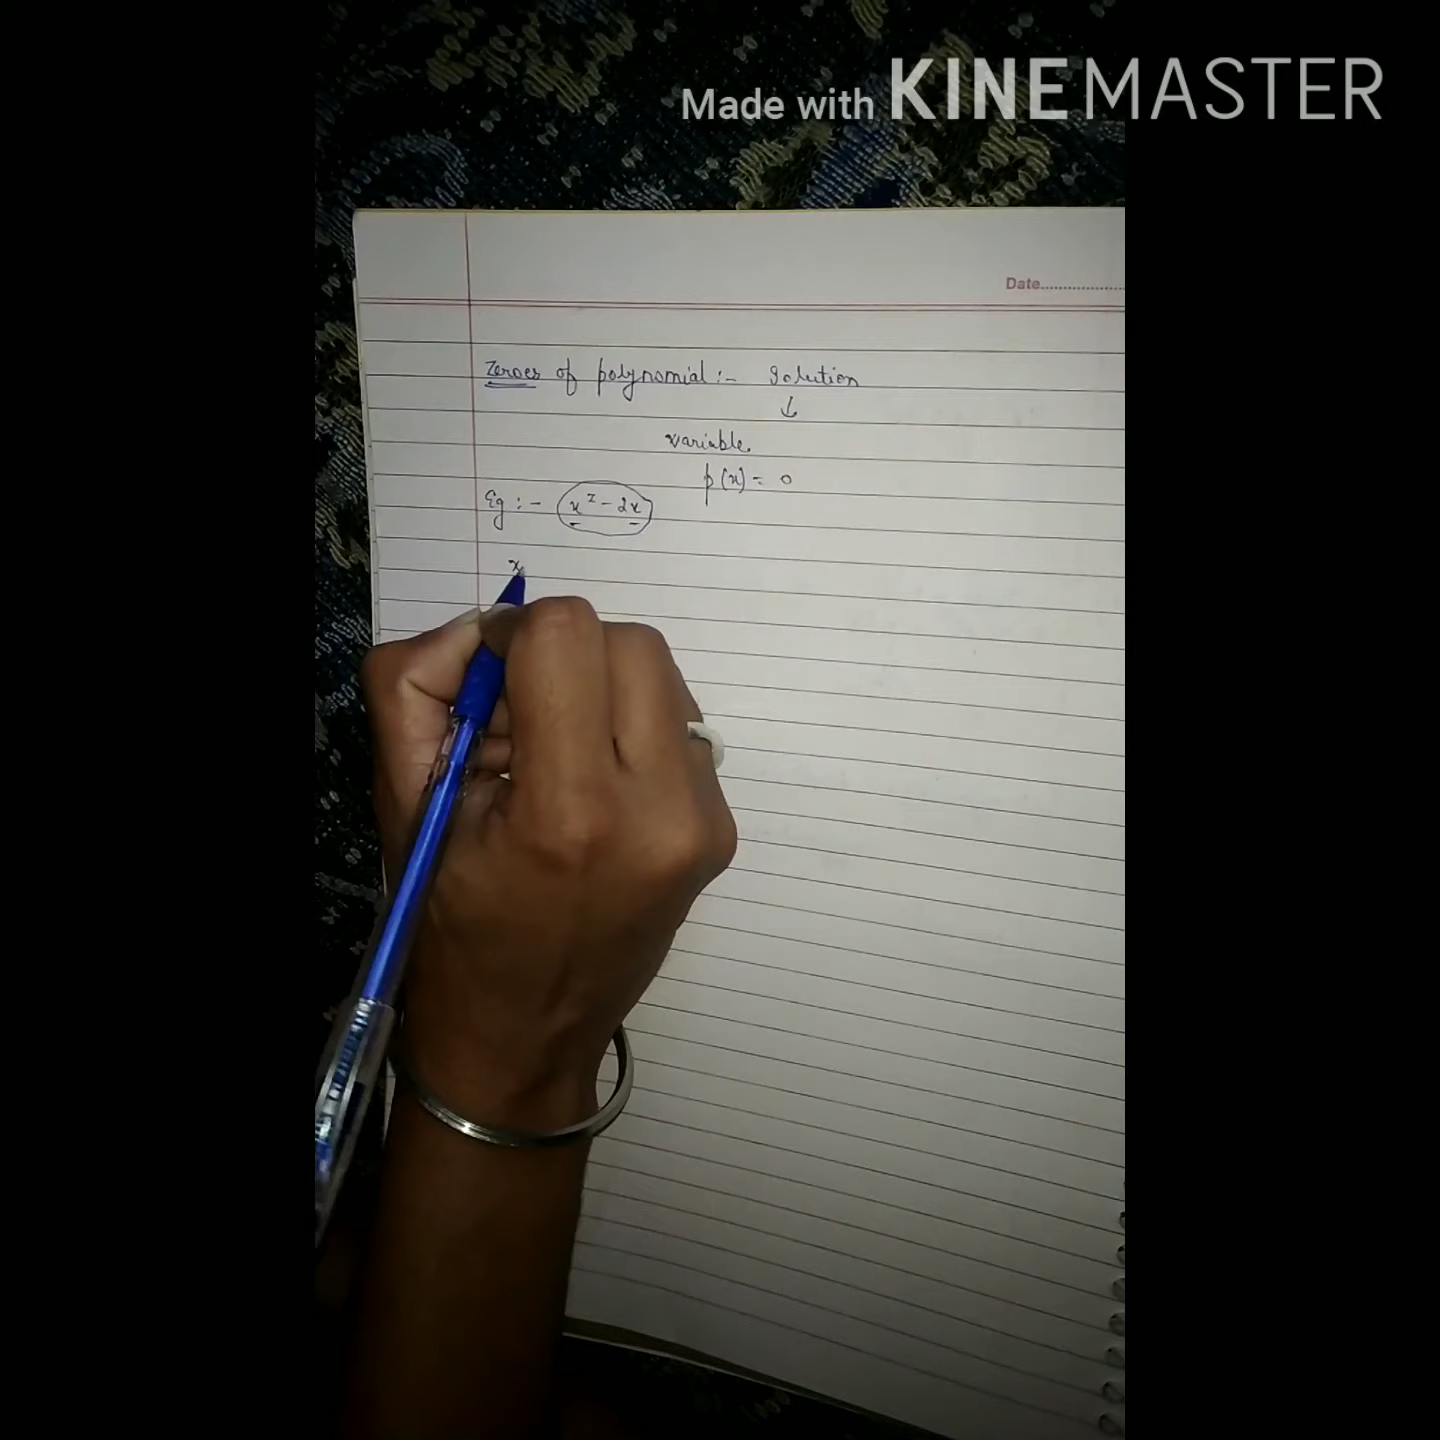 Made with KINEMASTER
Date....................
Zeroes of polynomial :- Solution
↓
variable
p(x) = 0
Eg :- x² - 2x
x